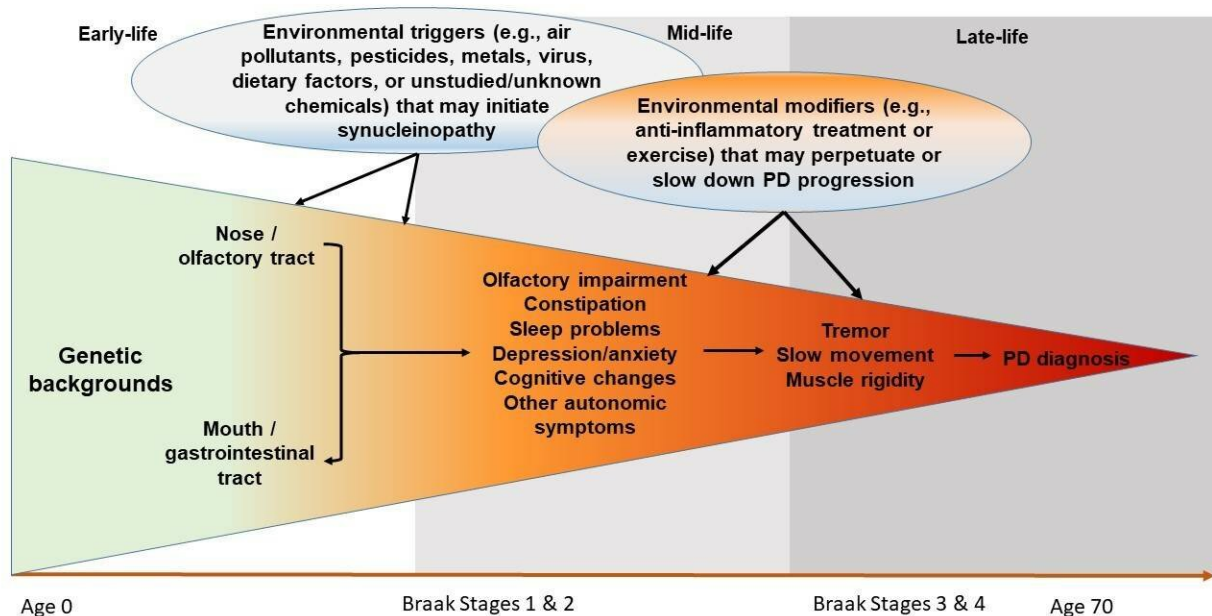 Early-life
Environmental triggers (e.g., air
pollutants, pesticides, metals, virus,
dietary factors, or unstudied/unknown
chemicals) that may initiate
synucleinopathy
Mid-life
Late-life
Environmental modifiers (e.g.,
anti-inflammatory treatment or
exercise) that may perpetuate or
slow down PD progression
Genetic
backgrounds
Nose /
olfactory tract
Mouth /
gastrointestinal
tract
Olfactory impairment
Constipation
Sleep problems
Depression/anxiety
Cognitive changes
Other autonomic
symptoms
Tremor
Slow movement
Muscle rigidity
PD diagnosis
Age 0
Braak Stages 1 & 2
Braak Stages 3 & 4
Age 70